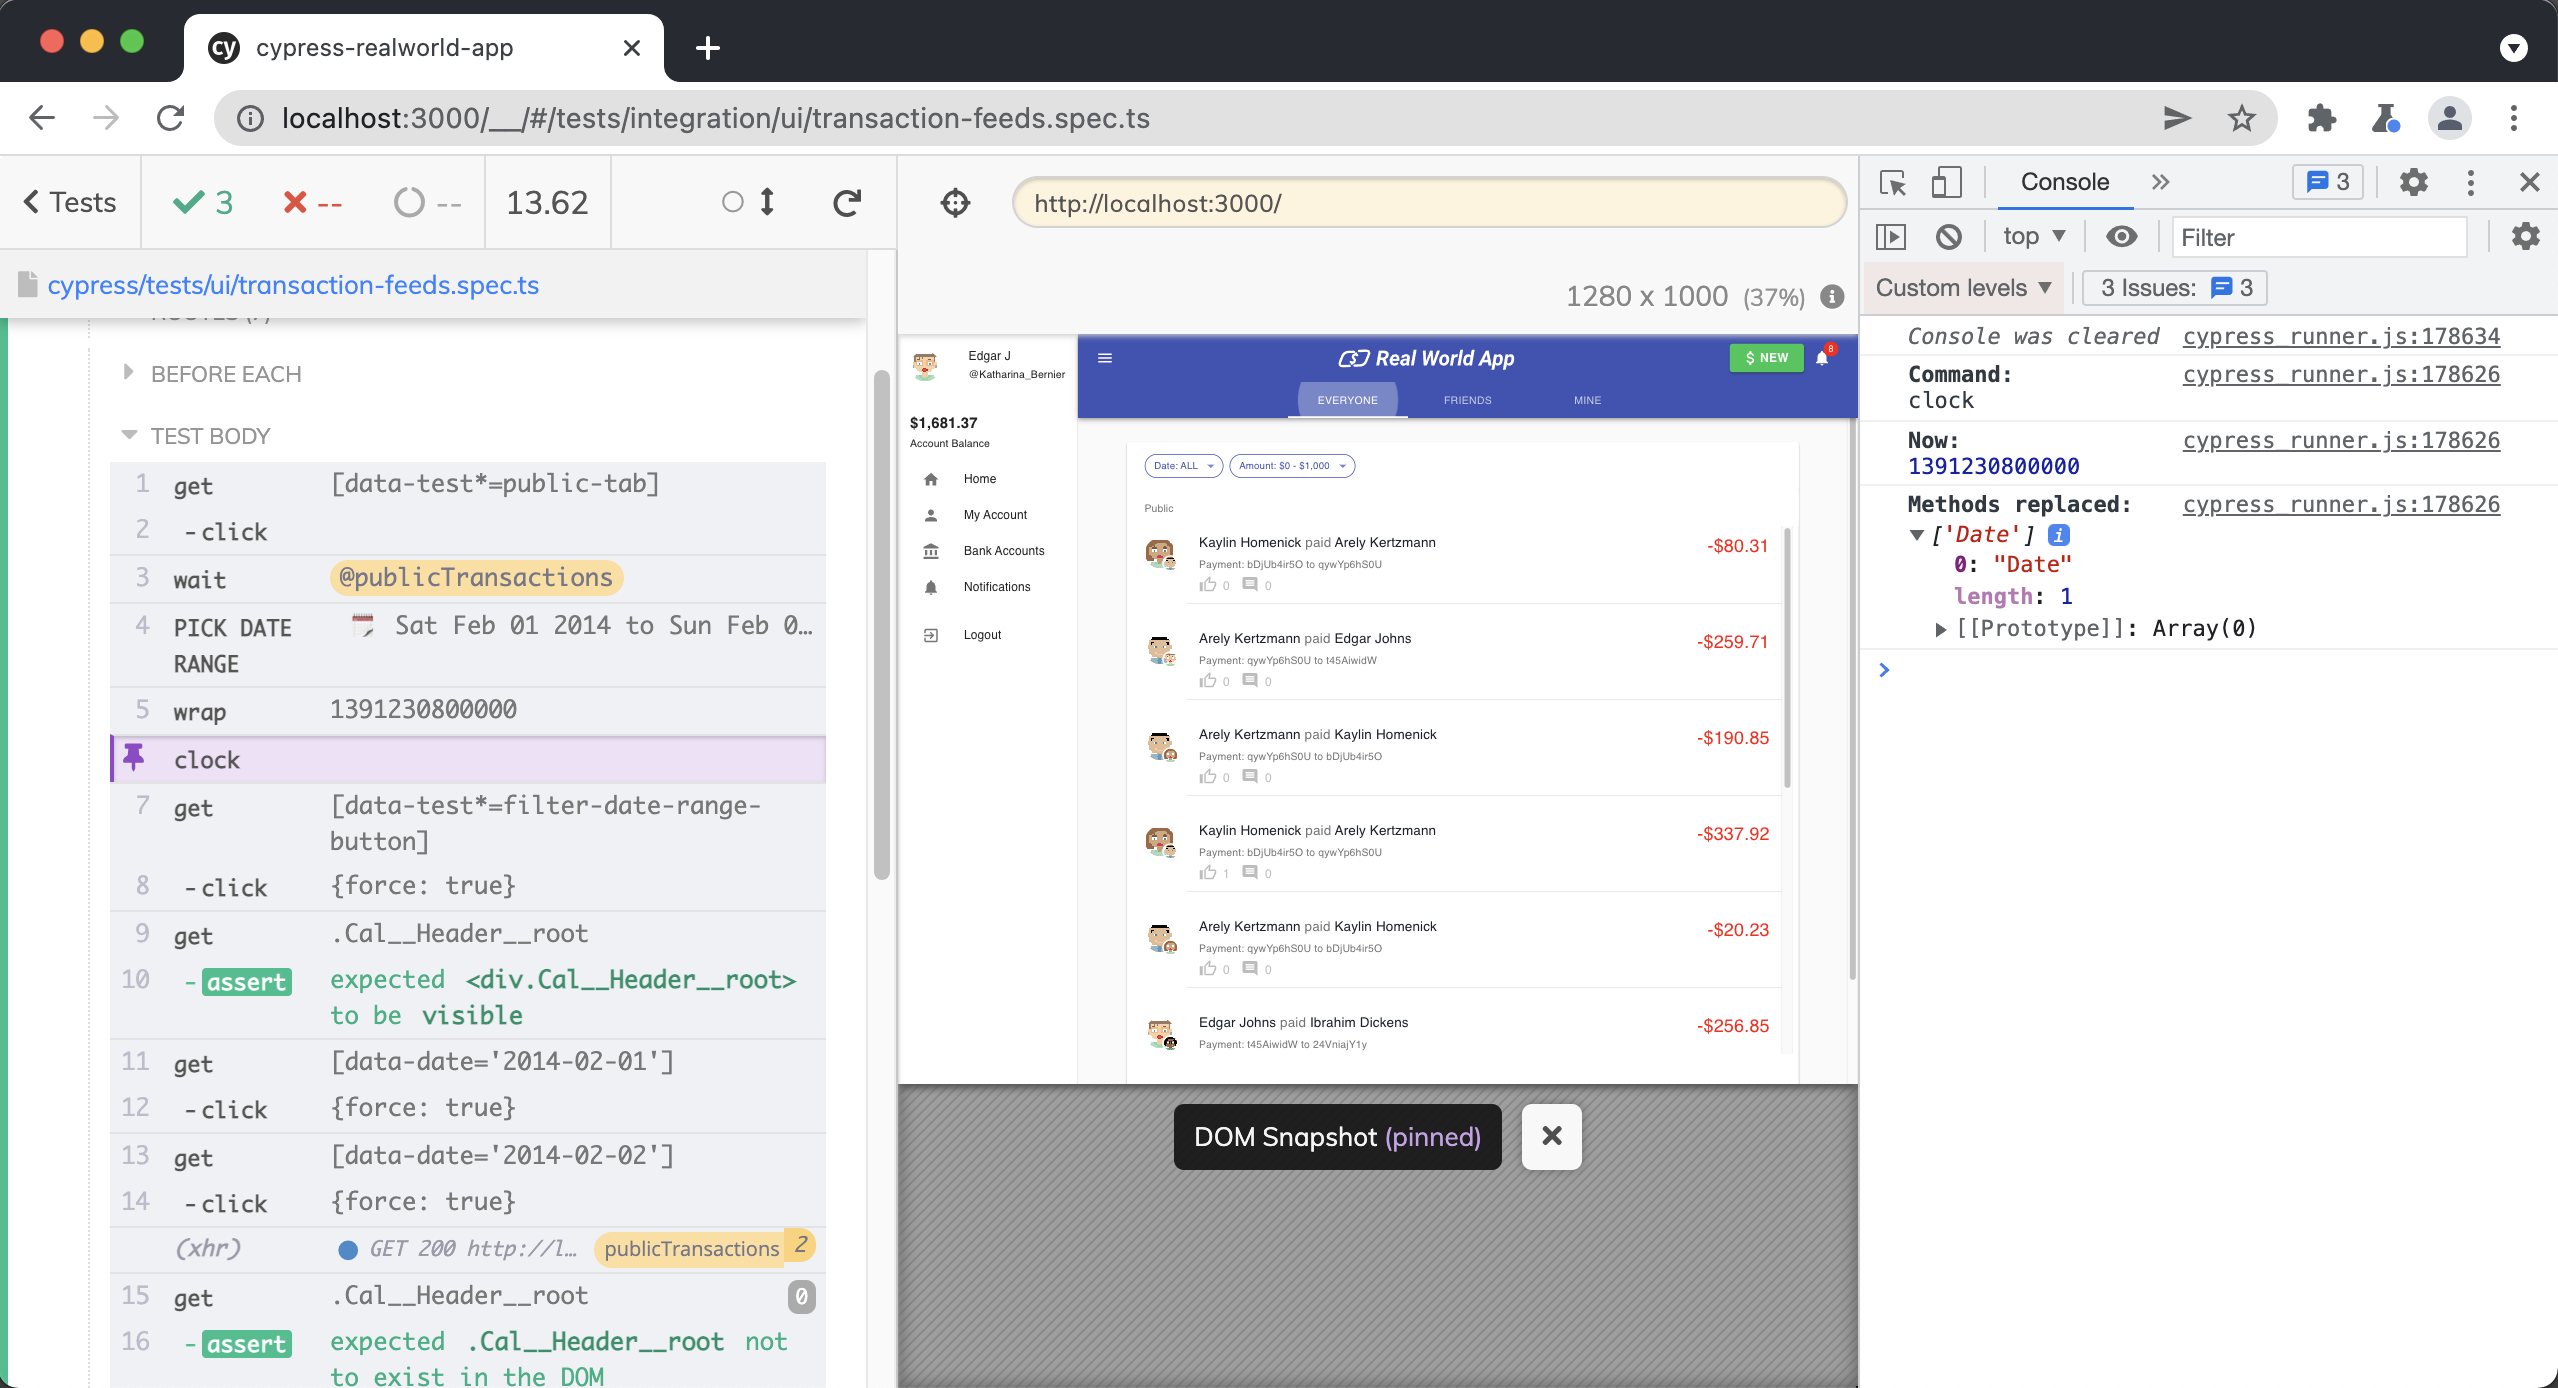 cy cypress-realworld-app
localhost:3000/__/#/tests/integration/ui/transaction-feeds.spec.ts
Tests
3
--
--
13.62
cypress/tests/ui/transaction-feeds.spec.ts
BEFORE EACH
TEST BODY
1 get [data-test*=public-tab]
2 -click
3 wait @publicTransactions
4 PICK DATE RANGE Sat Feb 01 2014 to Sun Feb 0…
5 wrap 1391230800000
clock
7 get [data-test*=filter-date-range-
button]
8 -click {force: true}
9 get .Cal__Header__root
10 -assert expected <div.Cal__Header__root>
to be visible
11 get [data-date='2014-02-01']
12 -click {force: true}
13 get [data-date='2014-02-02']
14 -click {force: true}
(xhr) GET 200 http://l… publicTransactions 2
15 get .Cal__Header__root 0
16 -assert expected .Cal__Header__root not
to exist in the DOM
http://localhost:3000/
1280 x 1000 (37%)
Edgar J
@Katharina_Bernier
$1,681.37
Account Balance
Home
My Account
Bank Accounts
Notifications
Logout
Real World App
$ NEW
8
EVERYONE
FRIENDS
MINE
Date: ALL
Amount: $0 - $1,000
Public
Kaylin Homenick paid Arely Kertzmann -$80.31
Payment: bDjUb4ir5O to qywYp6hS0U
0 0
Arely Kertzmann paid Edgar Johns -$259.71
Payment: qywYp6hS0U to t45AiwidW
0 0
Arely Kertzmann paid Kaylin Homenick -$190.85
Payment: qywYp6hS0U to bDjUb4ir5O
0 0
Kaylin Homenick paid Arely Kertzmann -$337.92
Payment: bDjUb4ir5O to qywYp6hS0U
1 0
Arely Kertzmann paid Kaylin Homenick -$20.23
Payment: qywYp6hS0U to bDjUb4ir5O
0 0
Edgar Johns paid Ibrahim Dickens -$256.85
Payment: t45AiwidW to 24VniajY1y
DOM Snapshot (pinned)
Console
3
top
Filter
Custom levels
3 Issues: 3
Console was cleared cypress_runner.js:178634
Command: cypress_runner.js:178626
clock
Now: cypress_runner.js:178626
1391230800000
Methods replaced: cypress_runner.js:178626
['Date'] i
0: "Date"
length: 1
[[Prototype]]: Array(0)